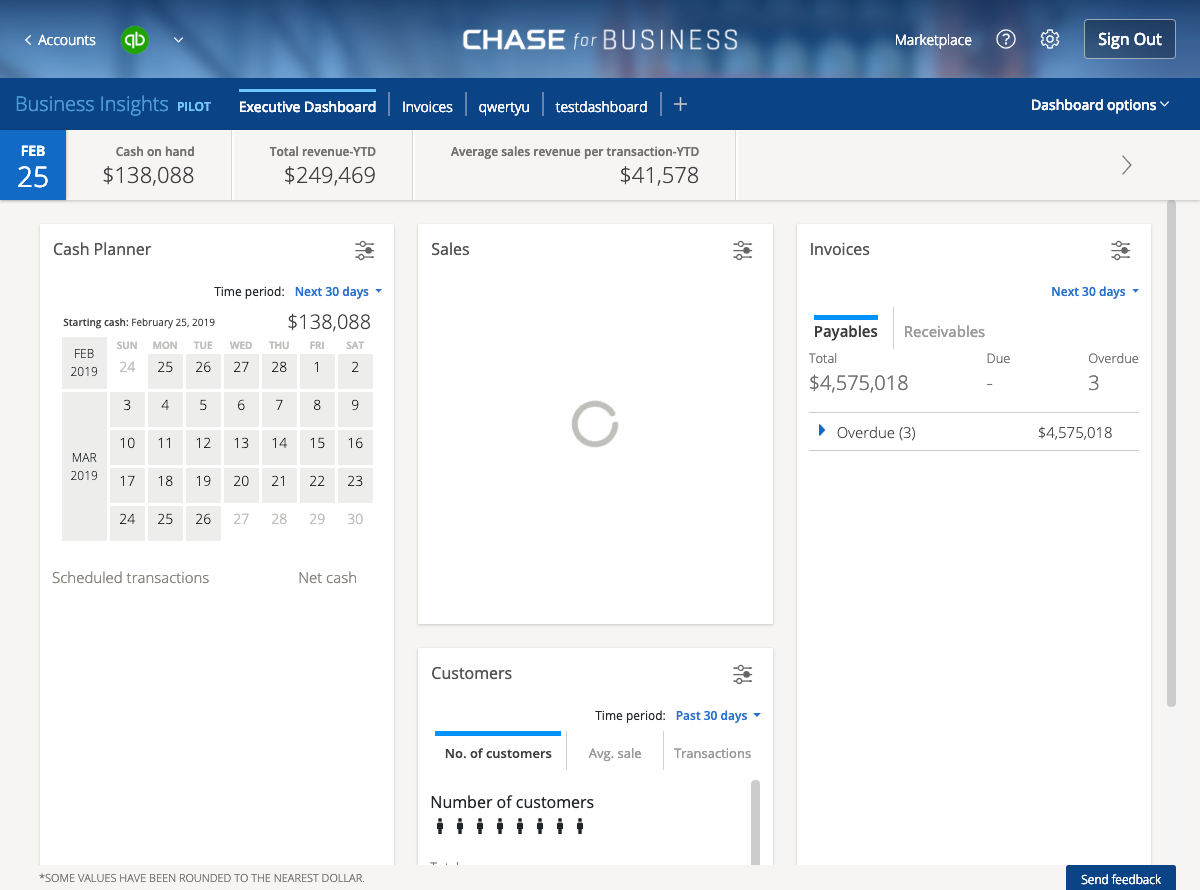 Accounts
qb
CHASE for BUSINESS
Marketplace
?
Sign Out
Business Insights PILOT
Executive Dashboard
Invoices
qwertyu
testdashboard
+
Dashboard options
FEB
25
Cash on hand
$138,088
Total revenue-YTD
$249,469
Average sales revenue per transaction-YTD
$41,578
Cash Planner
Time period: Next 30 days
Starting cash: February 25, 2019 $138,088
SUN MON TUE WED THU FRI SAT
FEB
2019
24 25 26 27 28 1 2
3 4 5 6 7 8 9
10 11 12 13 14 15 16
MAR
2019
17 18 19 20 21 22 23
24 25 26 27 28 29 30
Scheduled transactions Net cash
Sales
Customers
Time period: Past 30 days
No. of customers Avg. sale Transactions
Number of customers
Invoices
Next 30 days
Payables Receivables
Total Due Overdue
$4,575,018 - 3
Overdue (3) $4,575,018
*SOME VALUES HAVE BEEN ROUNDED TO THE NEAREST DOLLAR.
Send feedback